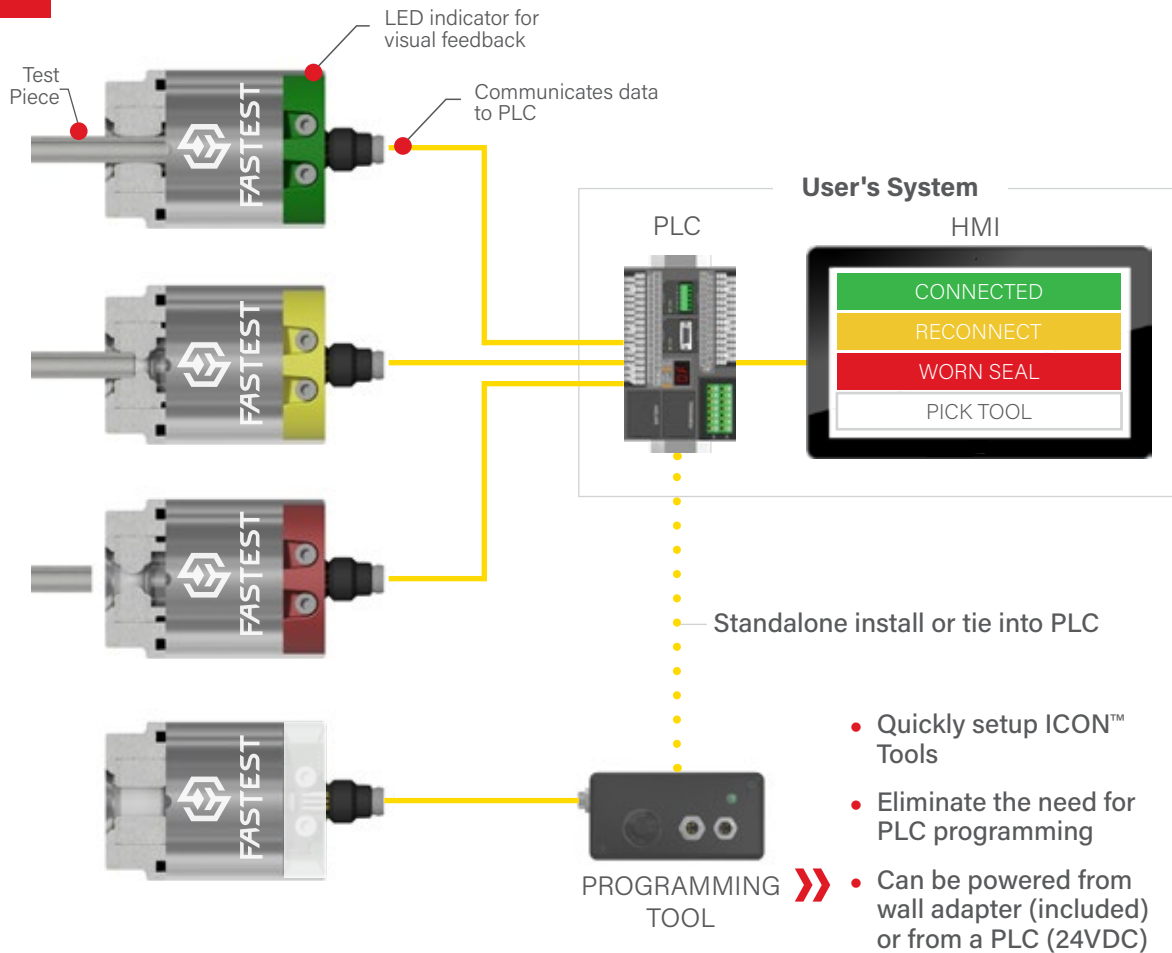 LED indicator for
visual feedback
Test
Piece
Communicates data
to PLC
FASTEST
User's System
PLC
HMI
CONNECTED
RECONNECT
WORN SEAL
PICK TOOL
FASTEST
FASTEST
Standalone install or tie into PLC
FASTEST
PROGRAMMING
TOOL
• Quickly setup ICON™
Tools
• Eliminate the need for
PLC programming
• Can be powered from
wall adapter (included)
or from a PLC (24VDC)